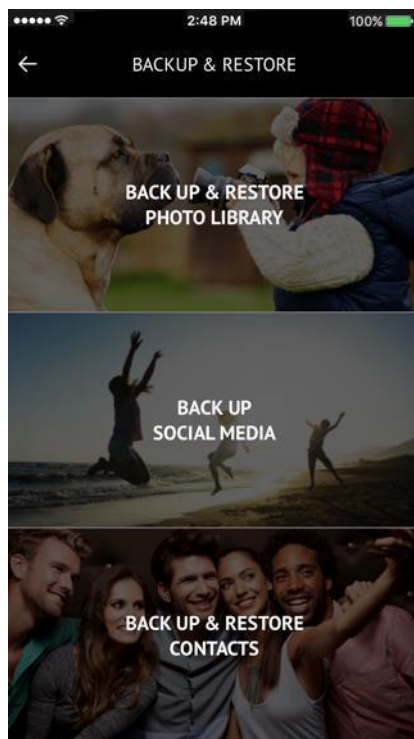 2:48 PM 100%
BACKUP & RESTORE
BACK UP & RESTORE
PHOTO LIBRARY
BACK UP
SOCIAL MEDIA
BACK UP & RESTORE
CONTACTS